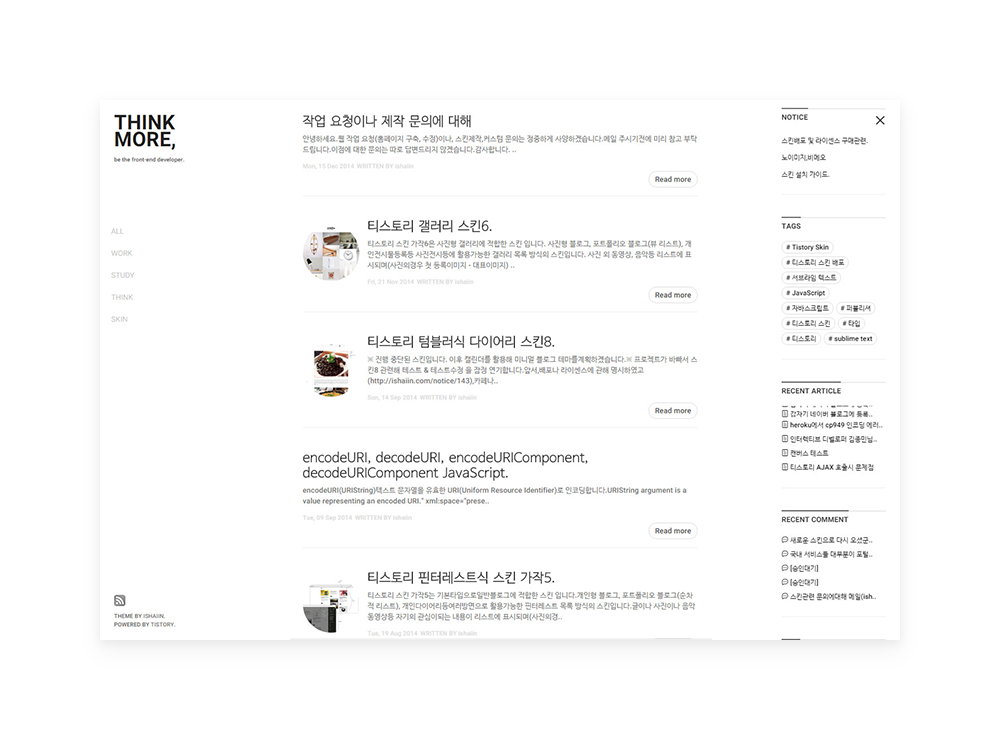 THINK
MORE,
be the front-end developer.
ALL
WORK
STUDY
THINK
SKIN
THEME BY ISHAIIN.
POWERED BY TISTORY.
작업 요청이나 제작 문의에 대해
안녕하세요.웹 작업 요청(홈페이지 구축, 수정)이나, 스킨제작,커스텀 문의는 정중하게 사양하겠습니다.메일 주시기전에 미리 참고 부탁
드립니다.이점에 대한 문의는 따로 답변드리지 않겠습니다.감사합니다. ..
Mon, 15 Dec 2014 WRITTEN BY ishaiin
Read more
티스토리 갤러리 스킨6.
티스토리 스킨 가작6은 사진형 갤러리에 적합한 스킨 입니다. 사진형 블로그, 포트폴리오 블로그(뷰 리스트), 개
인전시물등록등 사진전시등에 활용가능한 갤러리 목록 방식의 스킨입니다. 사진 외 동영상, 음악등 리스트에 표
시되며(사진의경우 첫 등록이미지 - 대표이미지) ..
Fri, 21 Nov 2014 WRITTEN BY ishaiin
Read more
티스토리 텀블러식 다이어리 스킨8.
※ 진행 중단된 스킨입니다. 이후 캘린더를 활용해 미니멀 블로그 테마를계획하겠습니다.※ 프로젝트가 바빠서 스
킨8 관련해 테스트 & 테스트수정 을 잠정 연기합니다.앞서,배포나 라이센스에 관해 명시하였고
(http://ishaiin.com/notice/143),카페나..
Sun, 14 Sep 2014 WRITTEN BY ishaiin
Read more
encodeURI, decodeURI, encodeURIComponent,
decodeURIComponent JavaScript.
encodeURI(URIString)텍스트 문자열을 유효한 URI(Uniform Resource Identifier)로 인코딩합니다.URIString argument is a
value representing an encoded URI." xml:space="prese..
Tue, 09 Sep 2014 WRITTEN BY ishaiin
Read more
티스토리 핀터레스트식 스킨 가작5.
티스토리 스킨 가작5는 기본타입으로일반블로그에 적합한 스킨 입니다.개인형 블로그, 포트폴리오 블로그(순차
적 리스트), 개인다이어리등여러방면으로 활용가능한 핀터레스트 목록 방식의 스킨입니다.글이나 사진이나 음악
동영상등 자기의 관심이되는 내용이 리스트에 표시되며(사진의경..
Tue, 19 Aug 2014 WRITTEN BY ishaiin
NOTICE
스킨배포 및 라이센스 구매관련.
노이미지,비메오
스킨 설치 가이드.
TAGS
# Tistory Skin
# 티스토리 스킨 배포
# 서브라임 텍스트
# JavaScript
# 자바스크립트 # 퍼블리셔
# 티스토리 스킨 # 타입
# 티스토리 # sublime text
RECENT ARTICLE
갑자기 네이버 블로그에 등록..
heroku에서 cp949 인코딩 에러..
인터랙티브 디벨로퍼 김종민님..
캔버스 테스트
티스토리 AJAX 호출시 문제점
RECENT COMMENT
새로운 스킨으로 다시 오셨군..
국내 서비스들 대부분이 포털..
[승인대기]
[승인대기]
스킨관련 문의에대해 메일(ish..